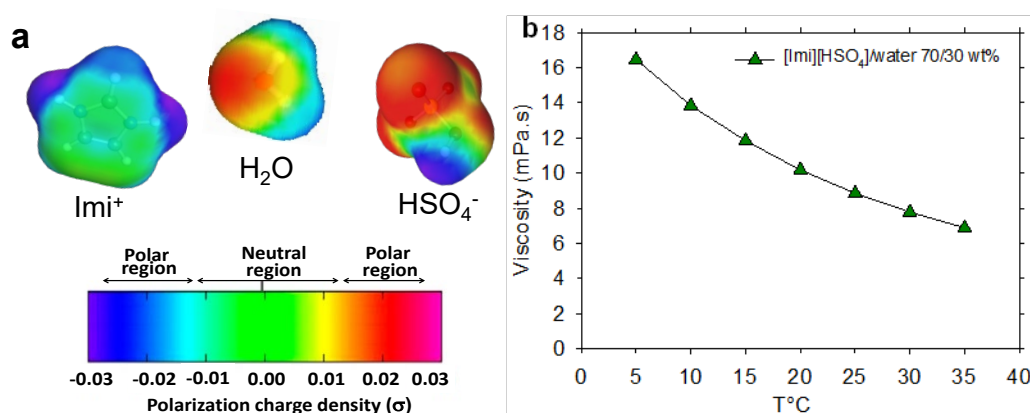 a
Imi⁺
H₂O
HSO₄⁻
Polar region
Neutral region
Polar region
-0.03 -0.02 -0.01 0.00 0.01 0.02 0.03
Polarization charge density (σ)
b
[Imi][HSO₄]/water 70/30 wt%
Viscosity (mPa.s)
18
16
14
12
10
8
6
4
2
0
0 5 10 15 20 25 30 35 40
T°C